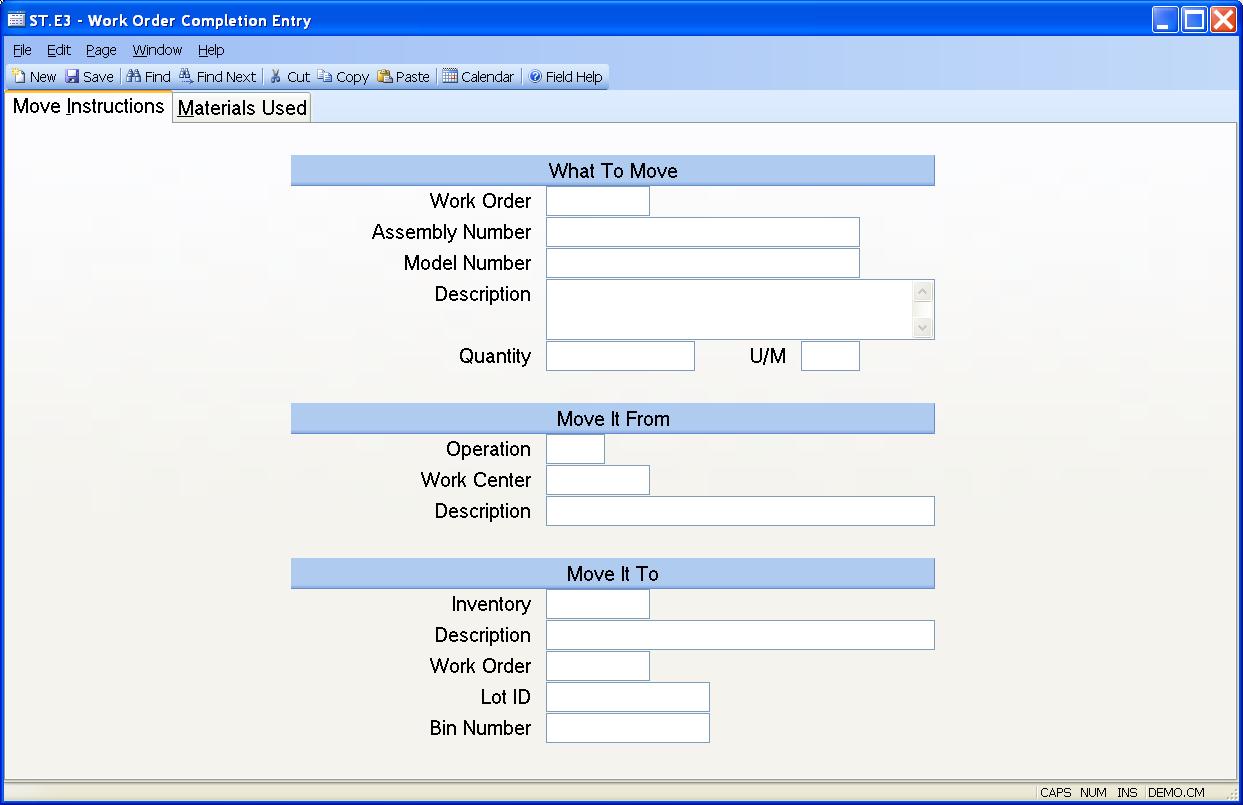 ST.E3 - Work Order Completion Entry
File Edit Page Window Help
New Save Find Find Next Cut Copy Paste Calendar Field Help
Move Instructions Materials Used
What To Move
Work Order
Assembly Number
Model Number
Description
Quantity U/M
Move It From
Operation
Work Center
Description
Move It To
Inventory
Description
Work Order
Lot ID
Bin Number
CAPS NUM INS DEMO.CM